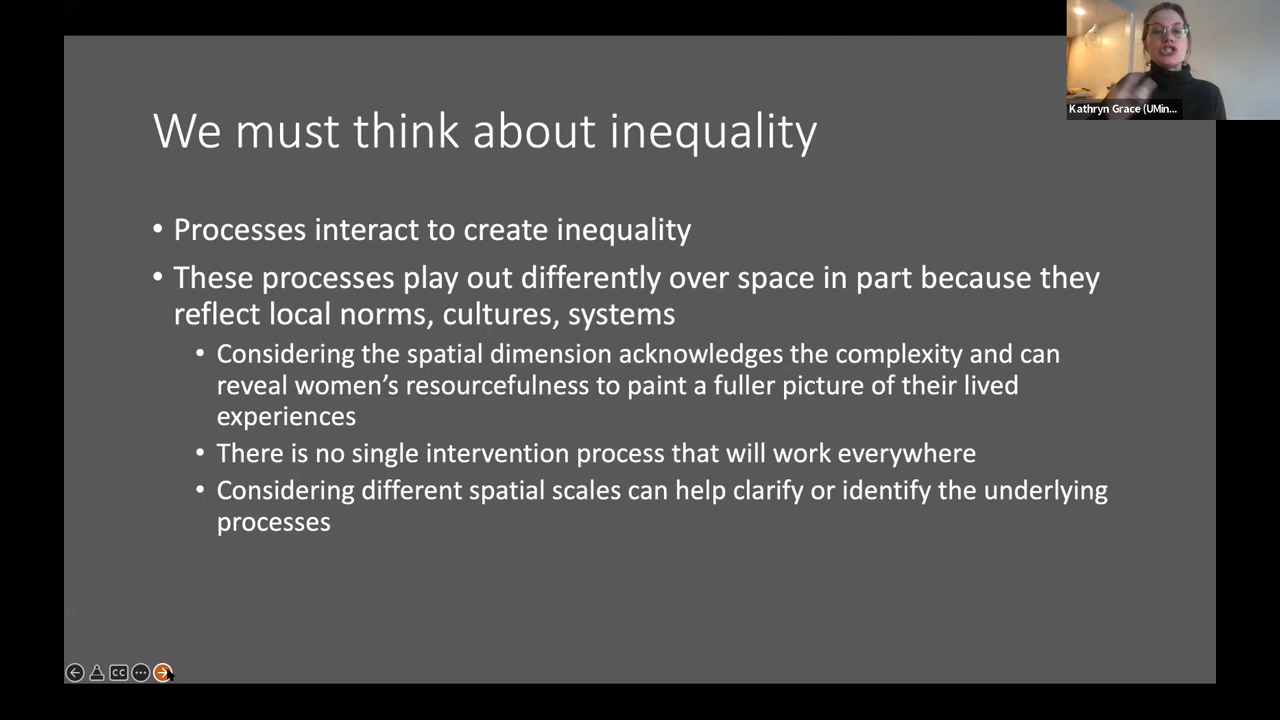 Kathryn Grace (UMin...
We must think about inequality
• Processes interact to create inequality
• These processes play out differently over space in part because they
reflect local norms, cultures, systems
• Considering the spatial dimension acknowledges the complexity and can
reveal women’s resourcefulness to paint a fuller picture of their lived
experiences
• There is no single intervention process that will work everywhere
• Considering different spatial scales can help clarify or identify the underlying
processes
CC